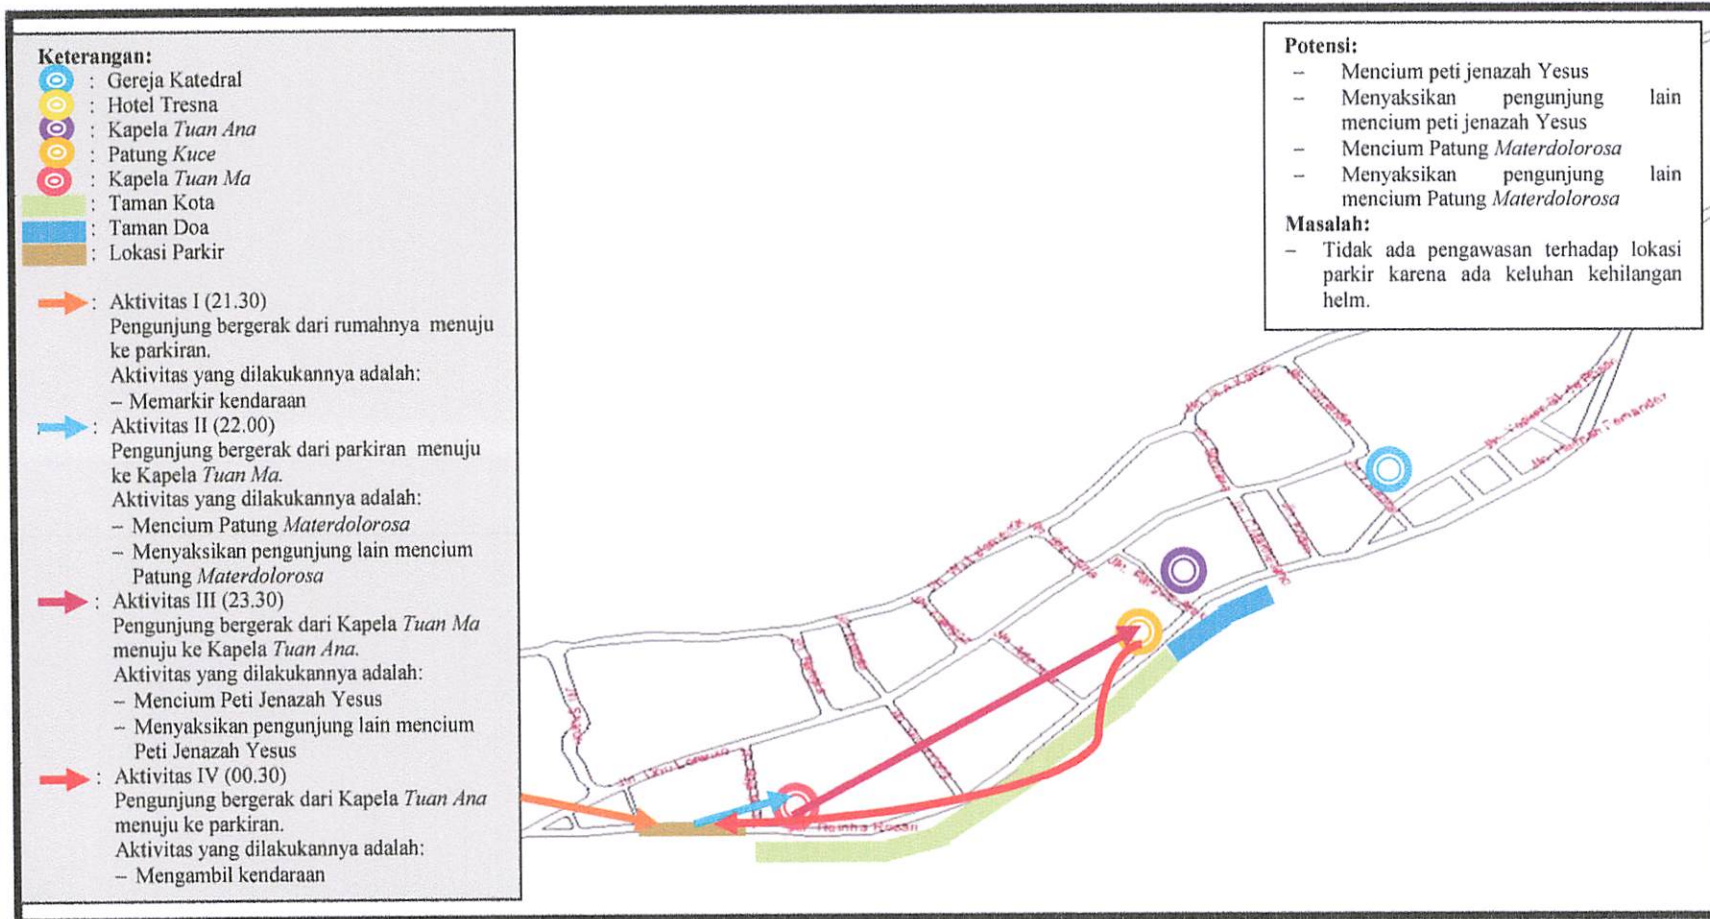 Keterangan:
: Gereja Katedral
: Hotel Tresna
: Kapela Tuan Ana
: Patung Kuce
: Kapela Tuan Ma
: Taman Kota
: Taman Doa
: Lokasi Parkir
: Aktivitas I (21.30)
Pengunjung bergerak dari rumahnya menuju
ke parkiran.
Aktivitas yang dilakukannya adalah:
– Memarkir kendaraan
: Aktivitas II (22.00)
Pengunjung bergerak dari parkiran menuju
ke Kapela Tuan Ma.
Aktivitas yang dilakukannya adalah:
– Mencium Patung Materdolorosa
– Menyaksikan pengunjung lain mencium
Patung Materdolorosa
: Aktivitas III (23.30)
Pengunjung bergerak dari Kapela Tuan Ma
menuju ke Kapela Tuan Ana.
Aktivitas yang dilakukannya adalah:
– Mencium Peti Jenazah Yesus
– Menyaksikan pengunjung lain mencium
Peti Jenazah Yesus
: Aktivitas IV (00.30)
Pengunjung bergerak dari Kapela Tuan Ana
menuju ke parkiran.
Aktivitas yang dilakukannya adalah:
– Mengambil kendaraan
Potensi:
– Mencium peti jenazah Yesus
– Menyaksikan pengunjung lain
mencium peti jenazah Yesus
– Mencium Patung Materdolorosa
– Menyaksikan pengunjung lain
mencium Patung Materdolorosa
Masalah:
– Tidak ada pengawasan terhadap lokasi
parkir karena ada keluhan kehilangan
helm.